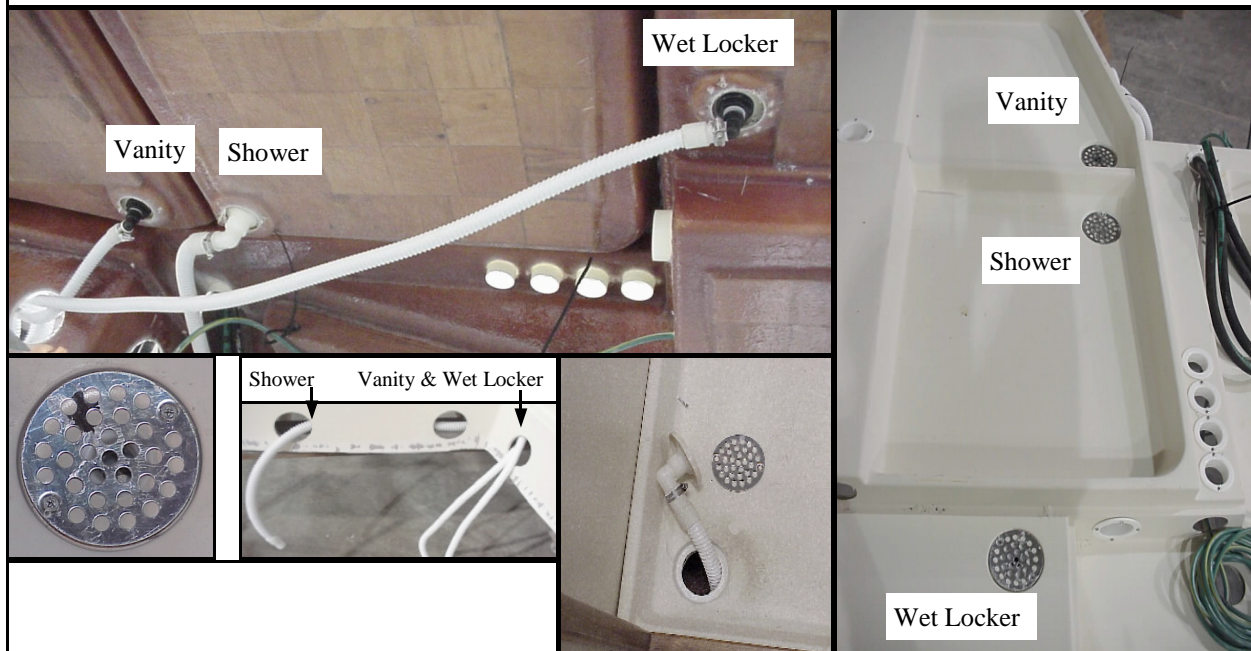 Wet Locker
Vanity
Shower
Vanity
Shower
Wet Locker
Shower
Vanity & Wet Locker